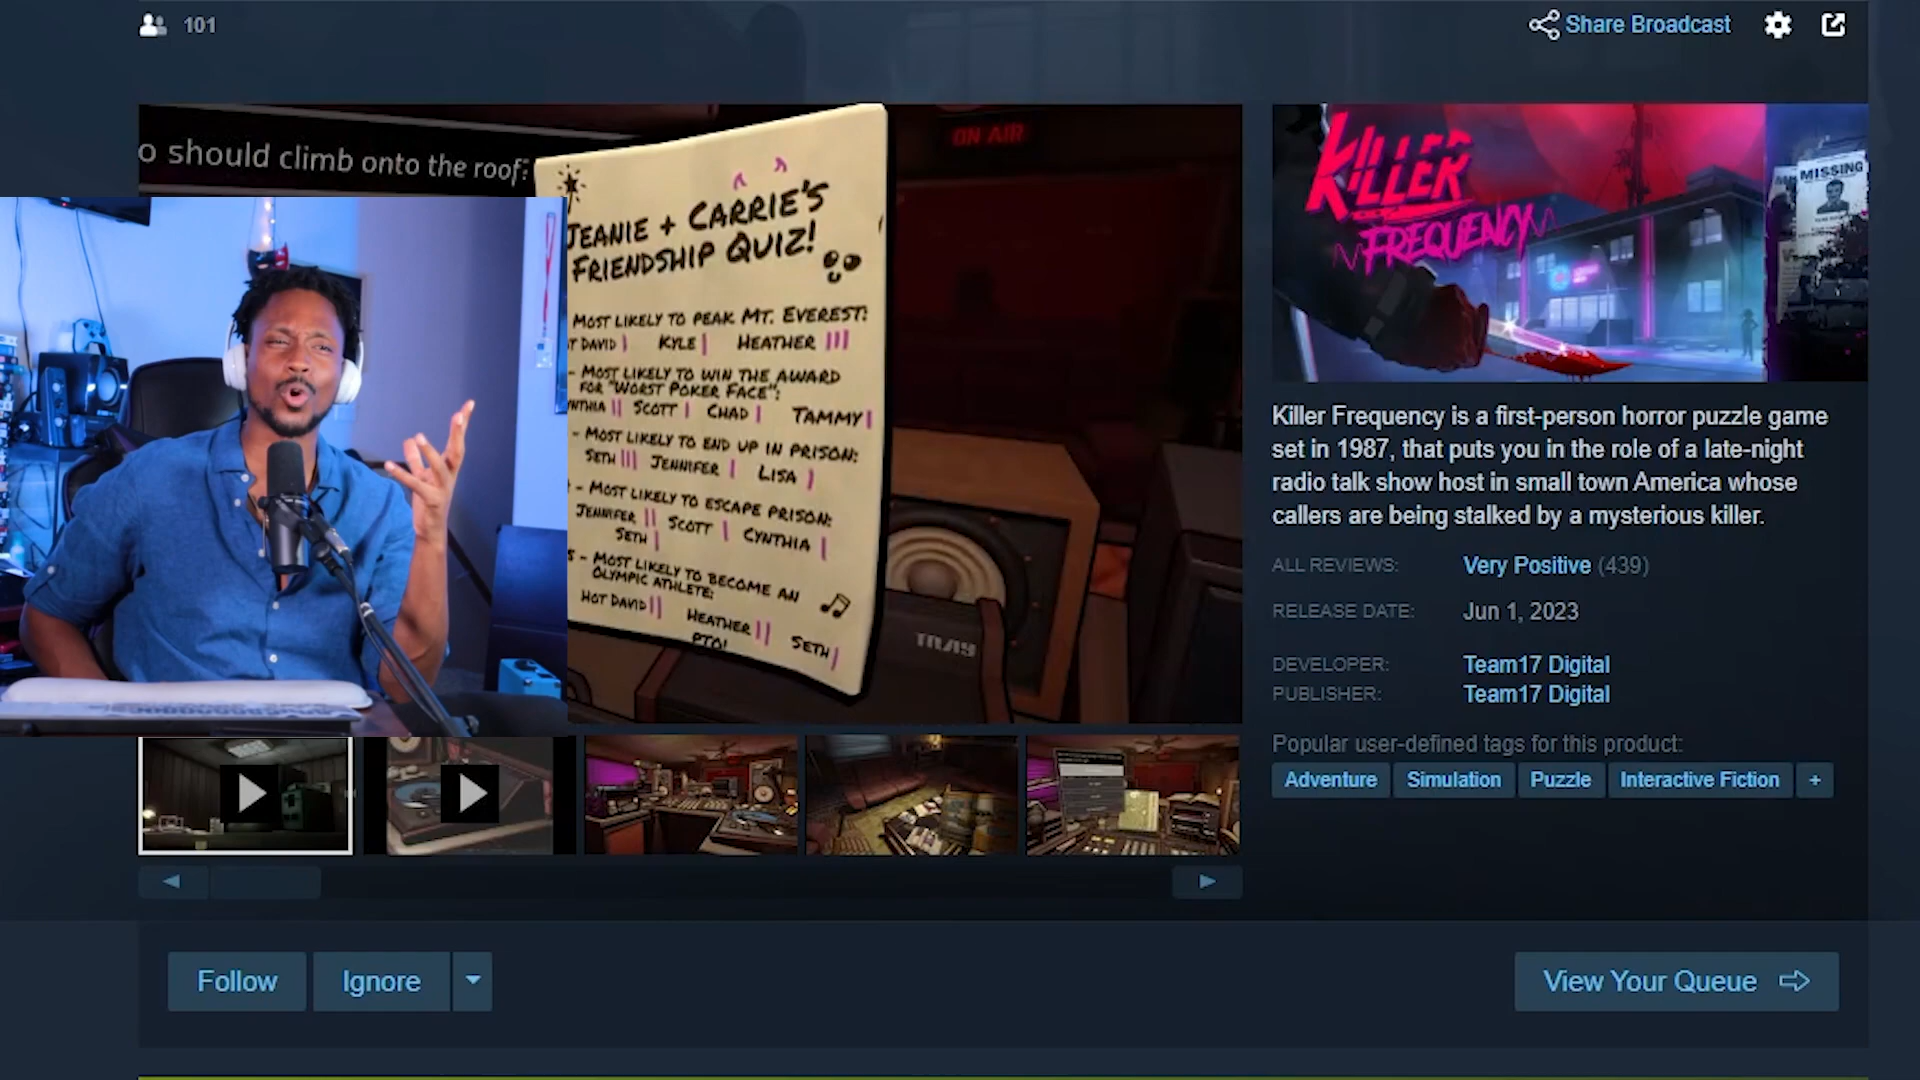 101
Share Broadcast
o should climb onto the roof:
ON AIR
JEANIE + CARRIE'S
FRIENDSHIP QUIZ!
MOST LIKELY TO PEAK MT. EVEREST:
T DAVID | KYLE | HEATHER |||
- MOST LIKELY TO WIN THE AWARD
FOR "WORST POKER FACE":
NTHIA || SCOTT | CHAD | TAMMY |
- MOST LIKELY TO END UP IN PRISON:
SETH ||| JENNIFER | LISA |
- MOST LIKELY TO ESCAPE PRISON:
JENNIFER || SCOTT | CYNTHIA |
SETH |
5 - MOST LIKELY TO BECOME AN
OLYMPIC ATHLETE:
HOT DAVID || HEATHER || SETH |
PTO!
KILLER
FREQUENCY
MISSING
MISSING
Killer Frequency is a first-person horror puzzle game
set in 1987, that puts you in the role of a late-night
radio talk show host in small town America whose
callers are being stalked by a mysterious killer.
ALL REVIEWS: Very Positive (439)
RELEASE DATE: Jun 1, 2023
DEVELOPER: Team17 Digital
PUBLISHER: Team17 Digital
Popular user-defined tags for this product:
Adventure Simulation Puzzle Interactive Fiction +
Follow Ignore
View Your Queue